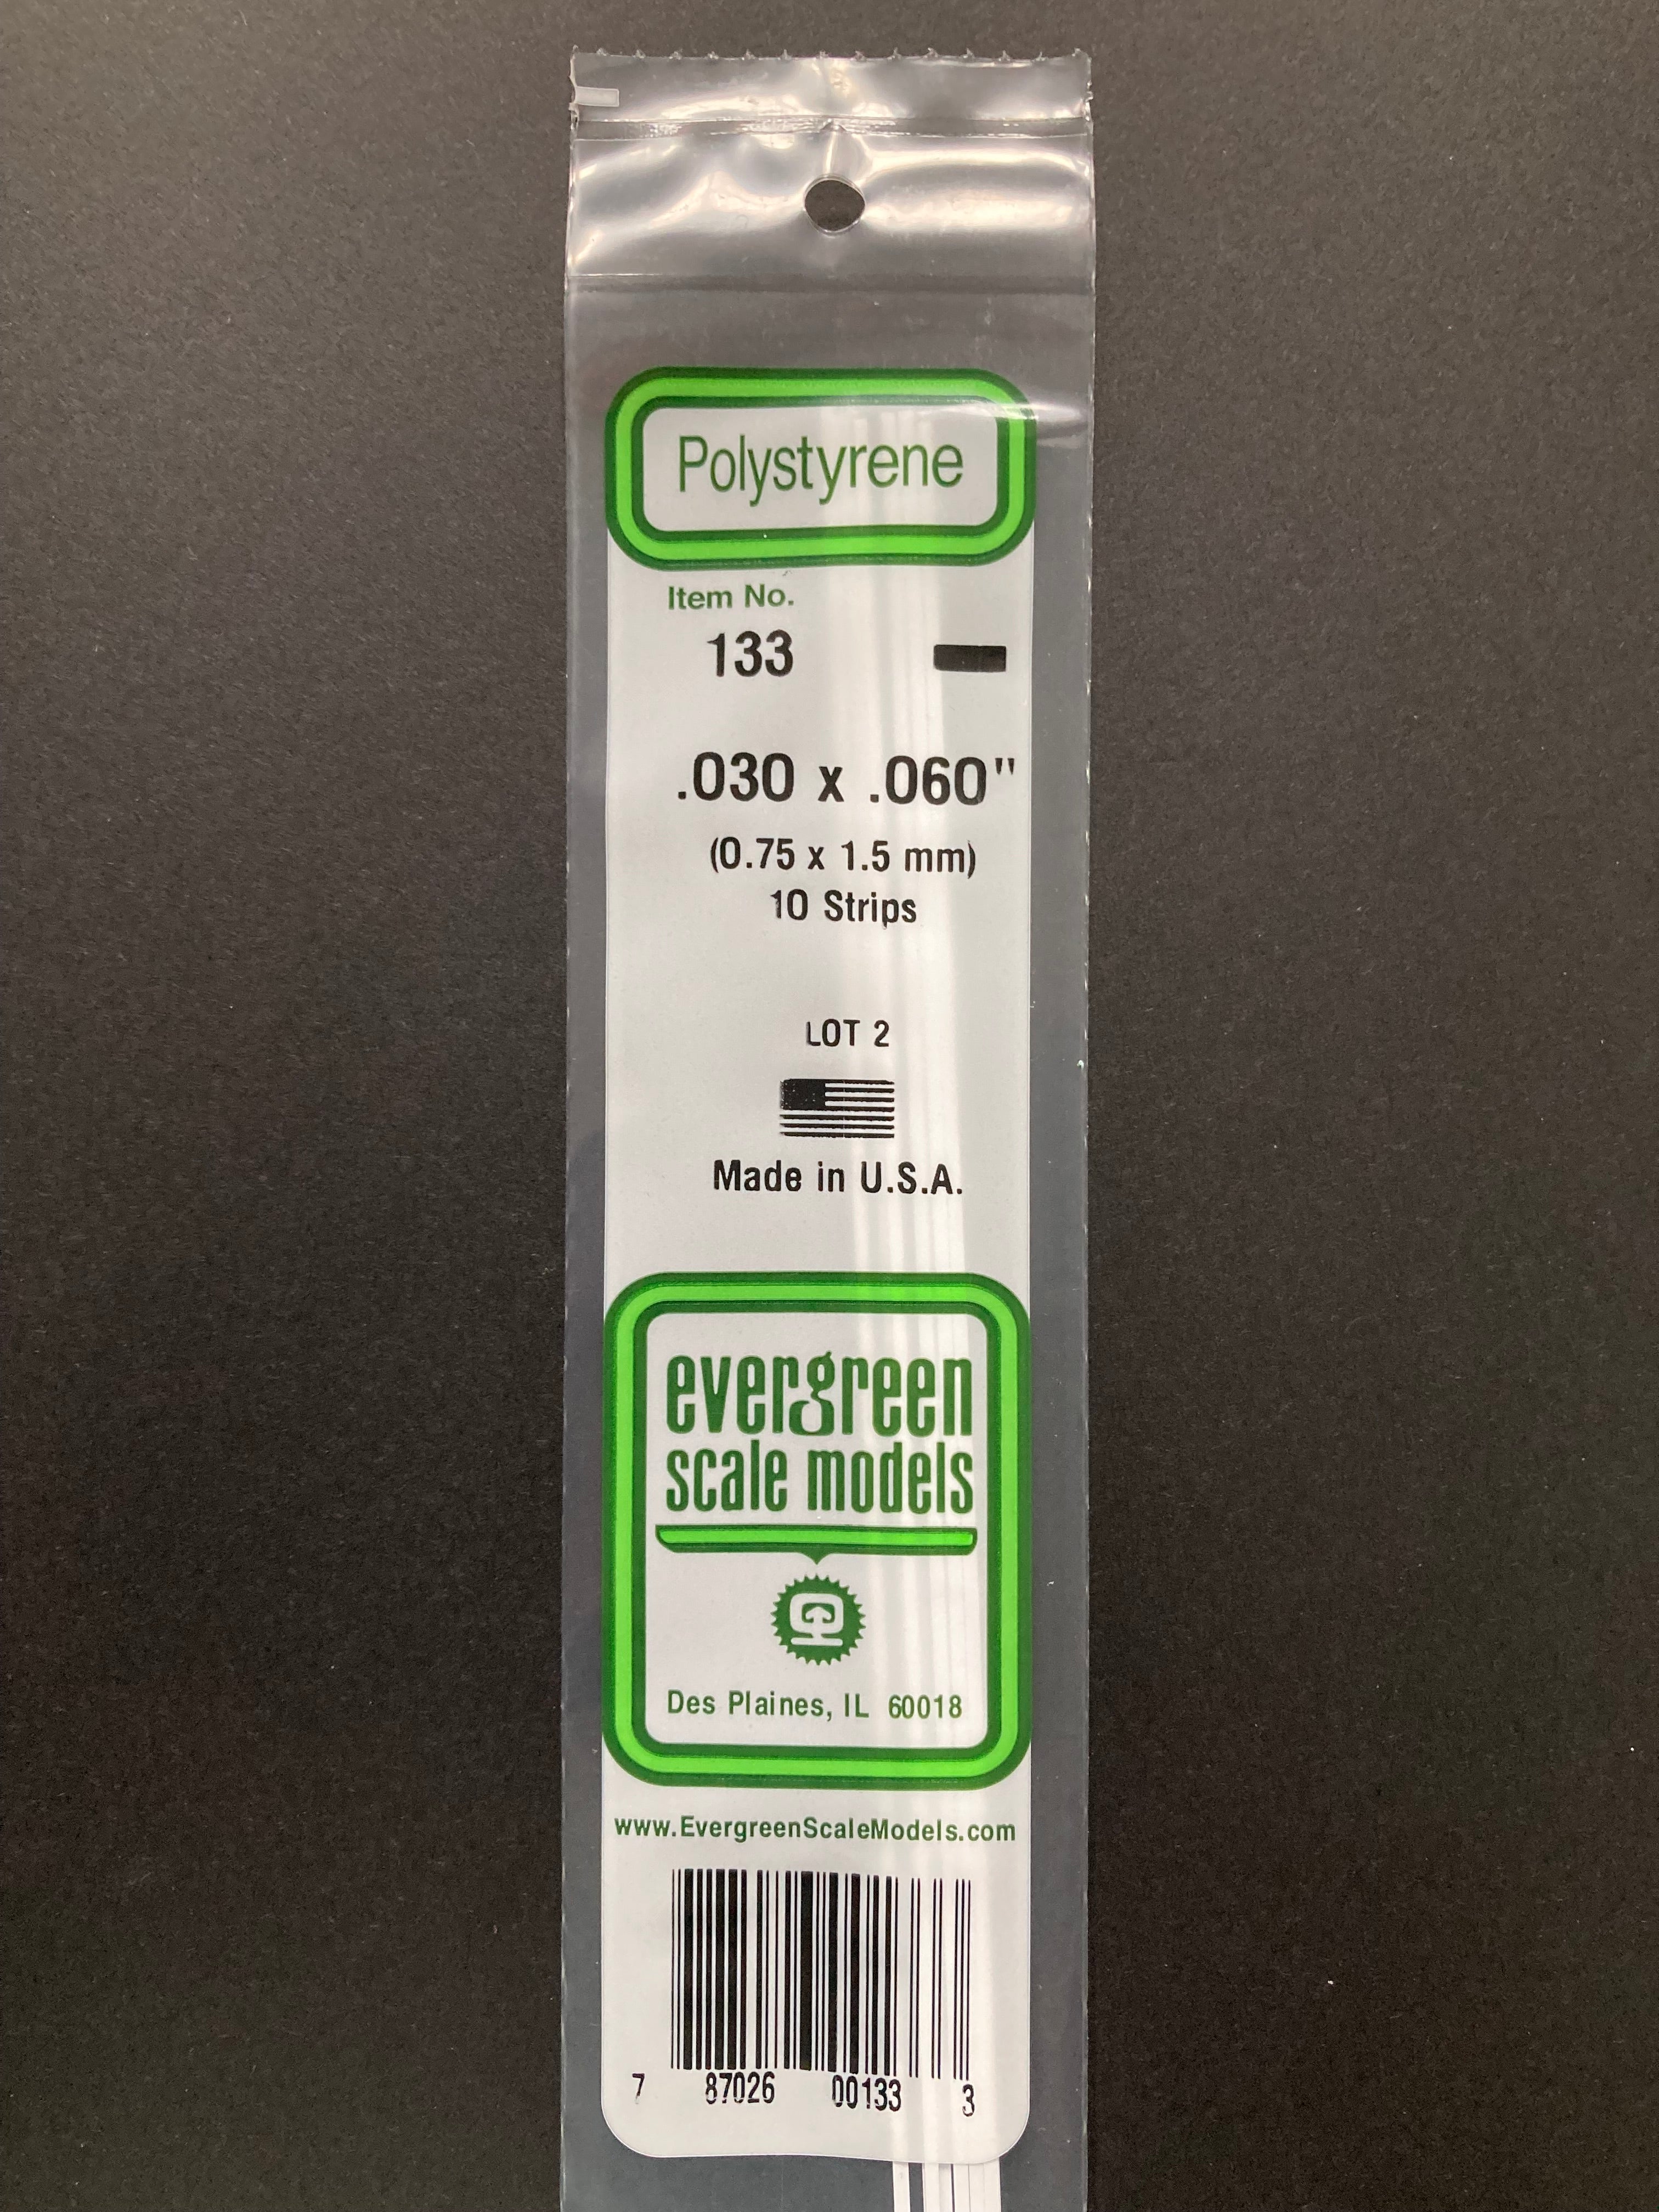 Polystyrene
Item No.
133
.030 x .060"
(0.75 x 1.5 mm)
10 Strips
LOT 2
Made in U.S.A.
evergreen
scale models
Des Plaines, IL 60018
www.EvergreenScaleModels.com
7 87026 00133 3